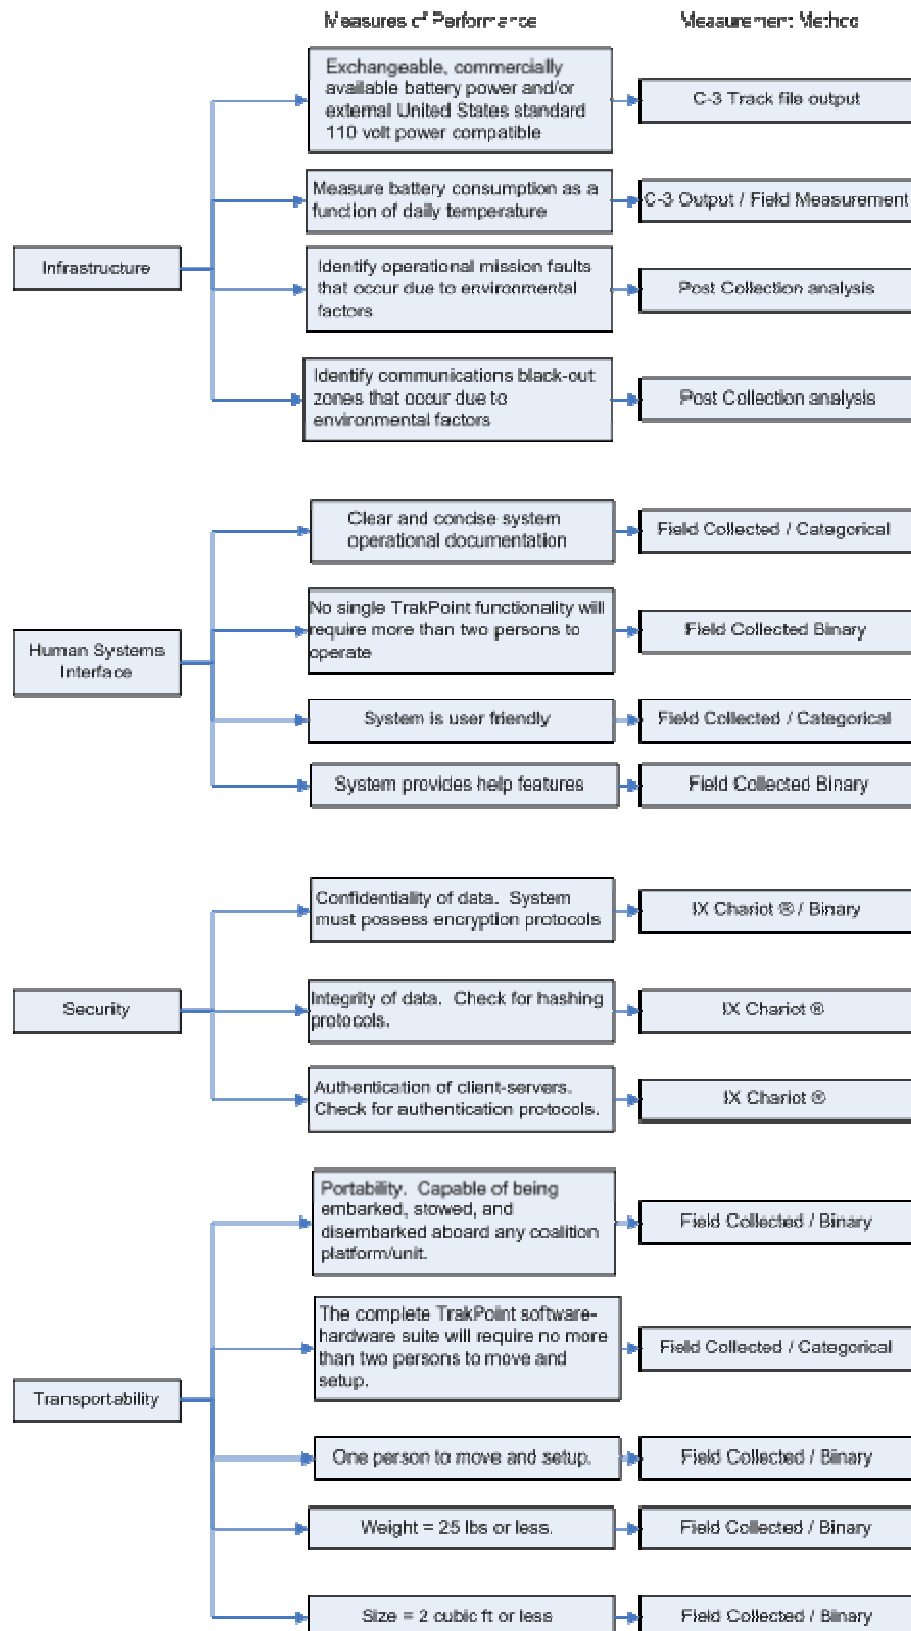 Measures of Performance
Measurement Method
Exchangeable, commercially
available battery power and/or
external United States standard
110 volt power compatible
C-3 Track file output
Measure battery consumption as a
function of daily temperature
C-3 Output / Field Measurement
Infrastructure
Identify operational mission faults
that occur due to environmental
factors
Post Collection analysis
Identify communications black-out
zones that occur due to
environmental factors
Post Collection analysis
Clear and concise system
operational documentation
Field Collected / Categorical
Human Systems
Interface
No single TrakPoint functionality will
require more than two persons to
operate
Field Collected Binary
System is user friendly
Field Collected / Categorical
System provides help features
Field Collected Binary
Confidentiality of data. System
must possess encryption protocols
IX Chariot ® / Binary
Security
Integrity of data. Check for hashing
protocols.
IX Chariot ®
Authentication of client-servers.
Check for authentication protocols.
IX Chariot ®
Portability. Capable of being
embarked, stowed, and
disembarked aboard any coalition
platform/unit.
Field Collected / Binary
The complete TrakPoint software-
hardware suite will require no more
than two persons to move and
setup.
Field Collected / Categorical
Transportability
One person to move and setup.
Field Collected / Binary
Weight = 25 lbs or less.
Field Collected / Binary
Size = 2 cubic ft or less
Field Collected / Binary